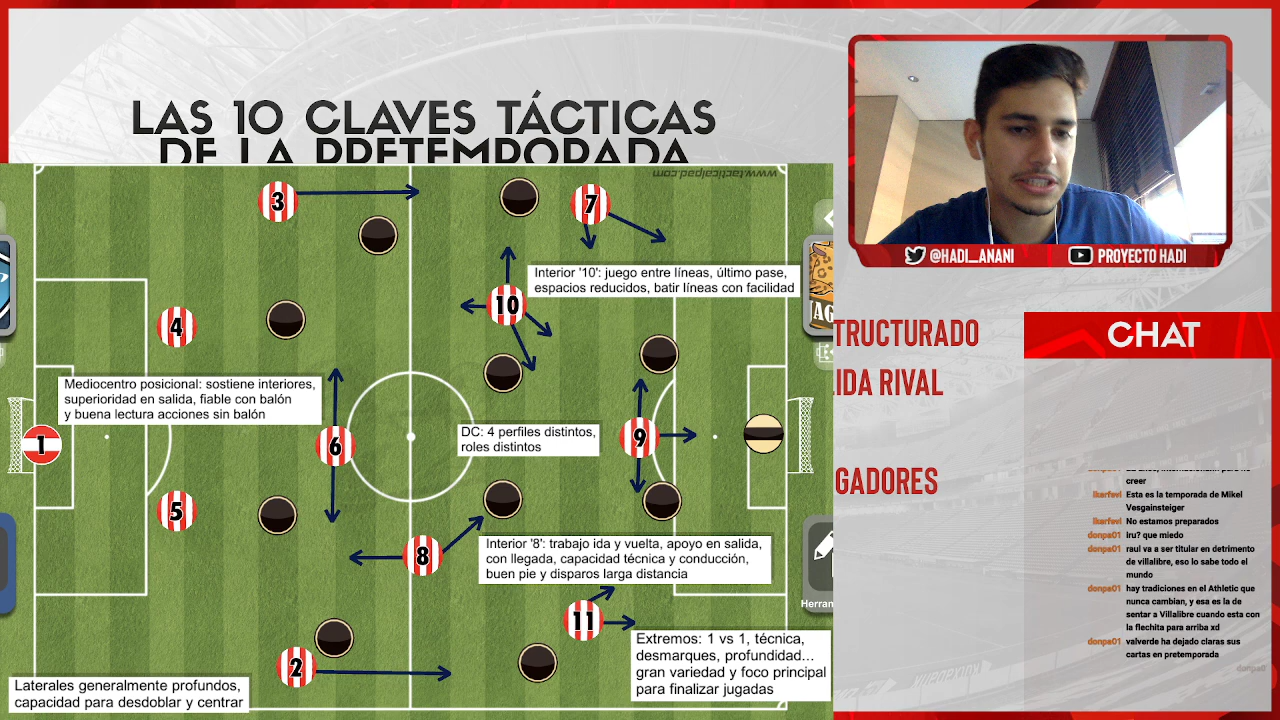 LAS 10 CLAVES TÁCTICAS
DE LA PRETEMPORADA
www.tacticalpad.com
3
7
Interior '10': juego entre líneas, último pase,
espacios reducidos, batir líneas con facilidad
10
4
Mediocentro posicional: sostiene interiores,
superioridad en salida, fiable con balón
y buena lectura acciones sin balón
DC: 4 perfiles distintos,
roles distintos
1
6
9
5
Interior '8': trabajo ida y vuelta, apoyo en salida,
con llegada, capacidad técnica y conducción,
buen pie y disparos larga distancia
8
Herran
11
Extremos: 1 vs 1, técnica,
desmarques, profundidad...
gran variedad y foco principal
para finalizar jugadas
2
Laterales generalmente profundos,
capacidad para desdoblar y centrar
@HADI_ANANI
PROYECTO HADI
TRUCTURADO
IDA RIVAL
GADORES
CHAT
creer
Ikerfevi Esta es la temporada de Mikel
Vesgainsteiger
Ikerfevi No estamos preparados
donpa01 Iru? que miedo
donpa01 raul va a ser titular en detrimento
de villalibre, eso lo sabe todo el
mundo
donpa01 hay tradiciones en el Athletic que
nunca cambian, y esa es la de
sentar a Villalibre cuando esta con
la flechita para arriba xd
donpa01 valverde ha dejado claras sus
cartas en pretemporada
donpa01